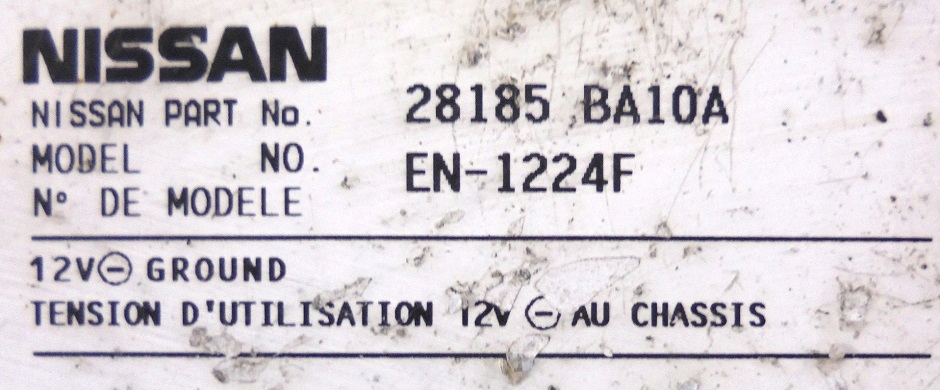 NISSAN
NISSAN PART No. 28185 BA10A
MODEL NO. EN-1224F
N° DE MODELE
12V⊖ GROUND
TENSION D'UTILISATION 12V ⊖ AU CHASSIS